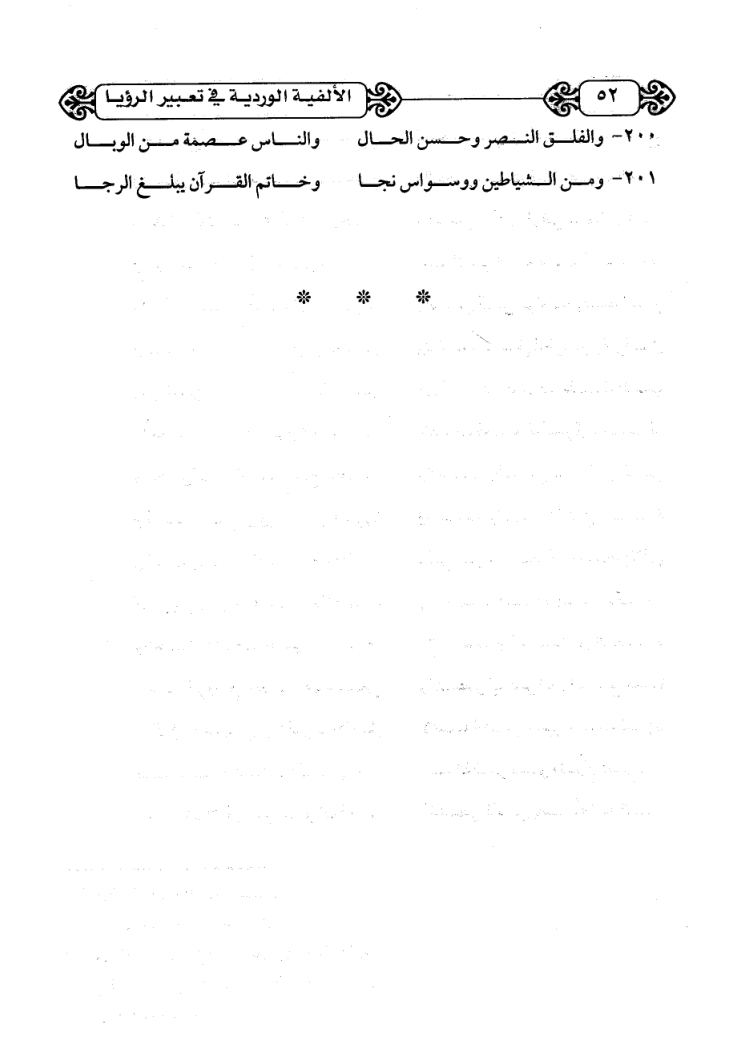 ٥٢ الألفية الوردية في تعبير الرؤيا
٢٠٠- والفلق النصر وحسن الحال والناس عصمة من الوبال
٢٠١- ومن الشياطين ووسواس نجا وخاتم القرآن يبلغ الرجا
* * *